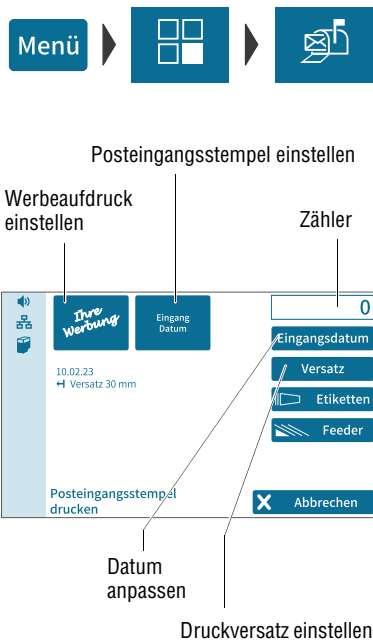 Menü
Posteingangsstempel einstellen
Werbeaufdruck
einstellen
Zähler
Ihre
Werbung
Eingang
Datum
0
Eingangsdatum
10.02.23
Versatz 30 mm
Versatz
Etiketten
Feeder
Posteingangsstempel
drucken
Abbrechen
Datum
anpassen
Druckversatz einstellen